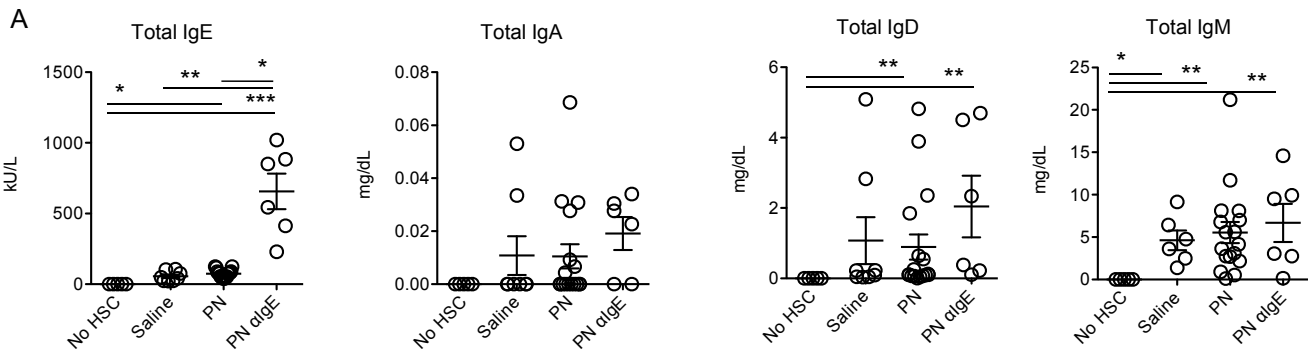 A
Total IgE
kU/L
1500
1000
500
0
*
**
*
***
No HSC
Saline
PN
PN αIgE
Total IgA
mg/dL
0.08
0.06
0.04
0.02
0.00
No HSC
Saline
PN
PN αIgE
Total IgD
mg/dL
6
4
2
0
**
**
No HSC
Saline
PN
PN αIgE
Total IgM
mg/dL
25
20
15
10
5
0
*
**
**
No HSC
Saline
PN
PN αIgE